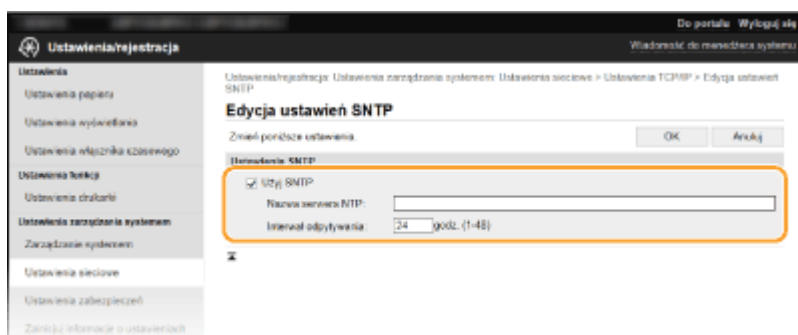 Do portalu Wyloguj się
Ustawienia/rejestracja
Wiadomość do menedżera systemu
Ustawienia
Ustawienia papieru
Ustawienia wyświetlania
Ustawienia włącznika czasowego
Ustawienia funkcji
Ustawienia drukarki
Ustawienia zarządzania systemem
Zarządzanie systemem
Ustawienia sieciowe
Ustawienia zabezpieczeń
Zainicjuj informacje o ustawieniach
Ustawienia/rejestracja: Ustawienia zarządzania systemem: Ustawienia sieciowe > Ustawienia TCP/IP > Edycja ustawień
SNTP
Edycja ustawień SNTP
Zmień poniższe ustawienia.
OK Anuluj
Ustawienia SNTP
Użyj SNTP
Nazwa serwera NTP:
Interwał odpytywania: 24 godz. (1-48)